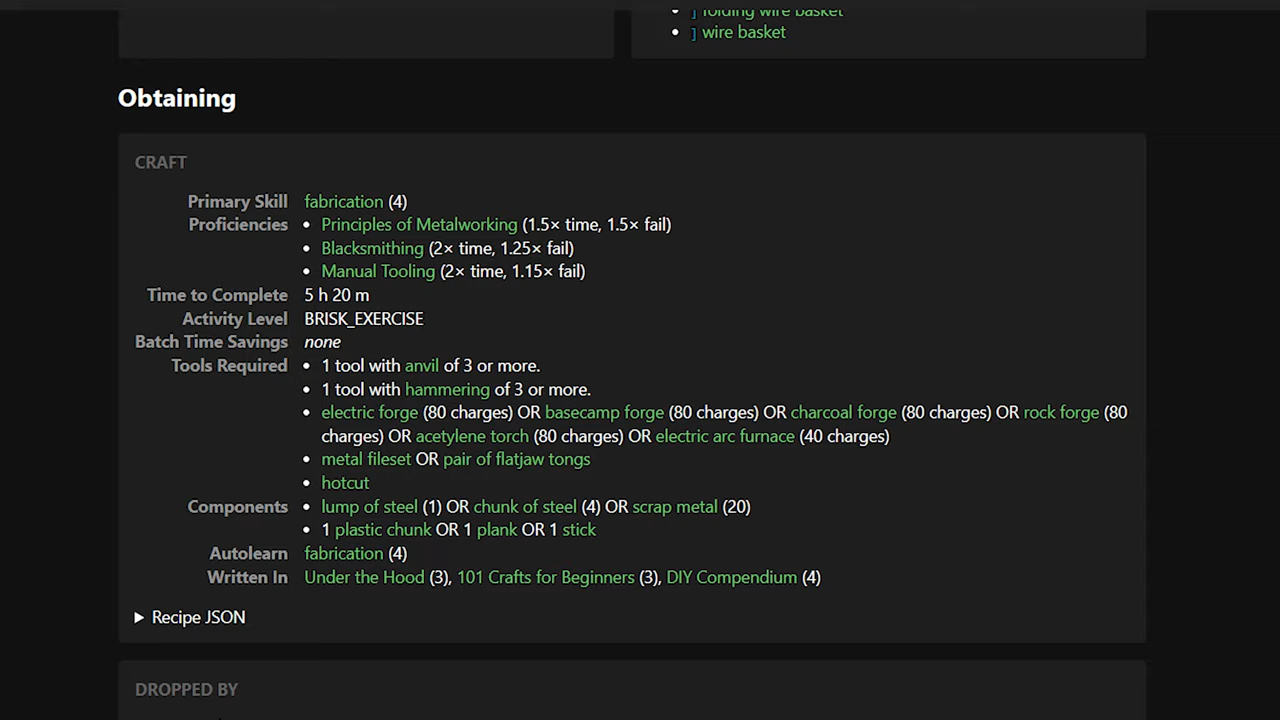 ] folding wire basket
] wire basket
Obtaining
CRAFT
Primary Skill fabrication (4)
Proficiencies • Principles of Metalworking (1.5× time, 1.5× fail)
• Blacksmithing (2× time, 1.25× fail)
• Manual Tooling (2× time, 1.15× fail)
Time to Complete 5 h 20 m
Activity Level BRISK_EXERCISE
Batch Time Savings none
Tools Required • 1 tool with anvil of 3 or more.
• 1 tool with hammering of 3 or more.
• electric forge (80 charges) OR basecamp forge (80 charges) OR charcoal forge (80 charges) OR rock forge (80
charges) OR acetylene torch (80 charges) OR electric arc furnace (40 charges)
• metal fileset OR pair of flatjaw tongs
• hotcut
Components • lump of steel (1) OR chunk of steel (4) OR scrap metal (20)
• 1 plastic chunk OR 1 plank OR 1 stick
Autolearn fabrication (4)
Written In Under the Hood (3), 101 Crafts for Beginners (3), DIY Compendium (4)
▶ Recipe JSON
DROPPED BY